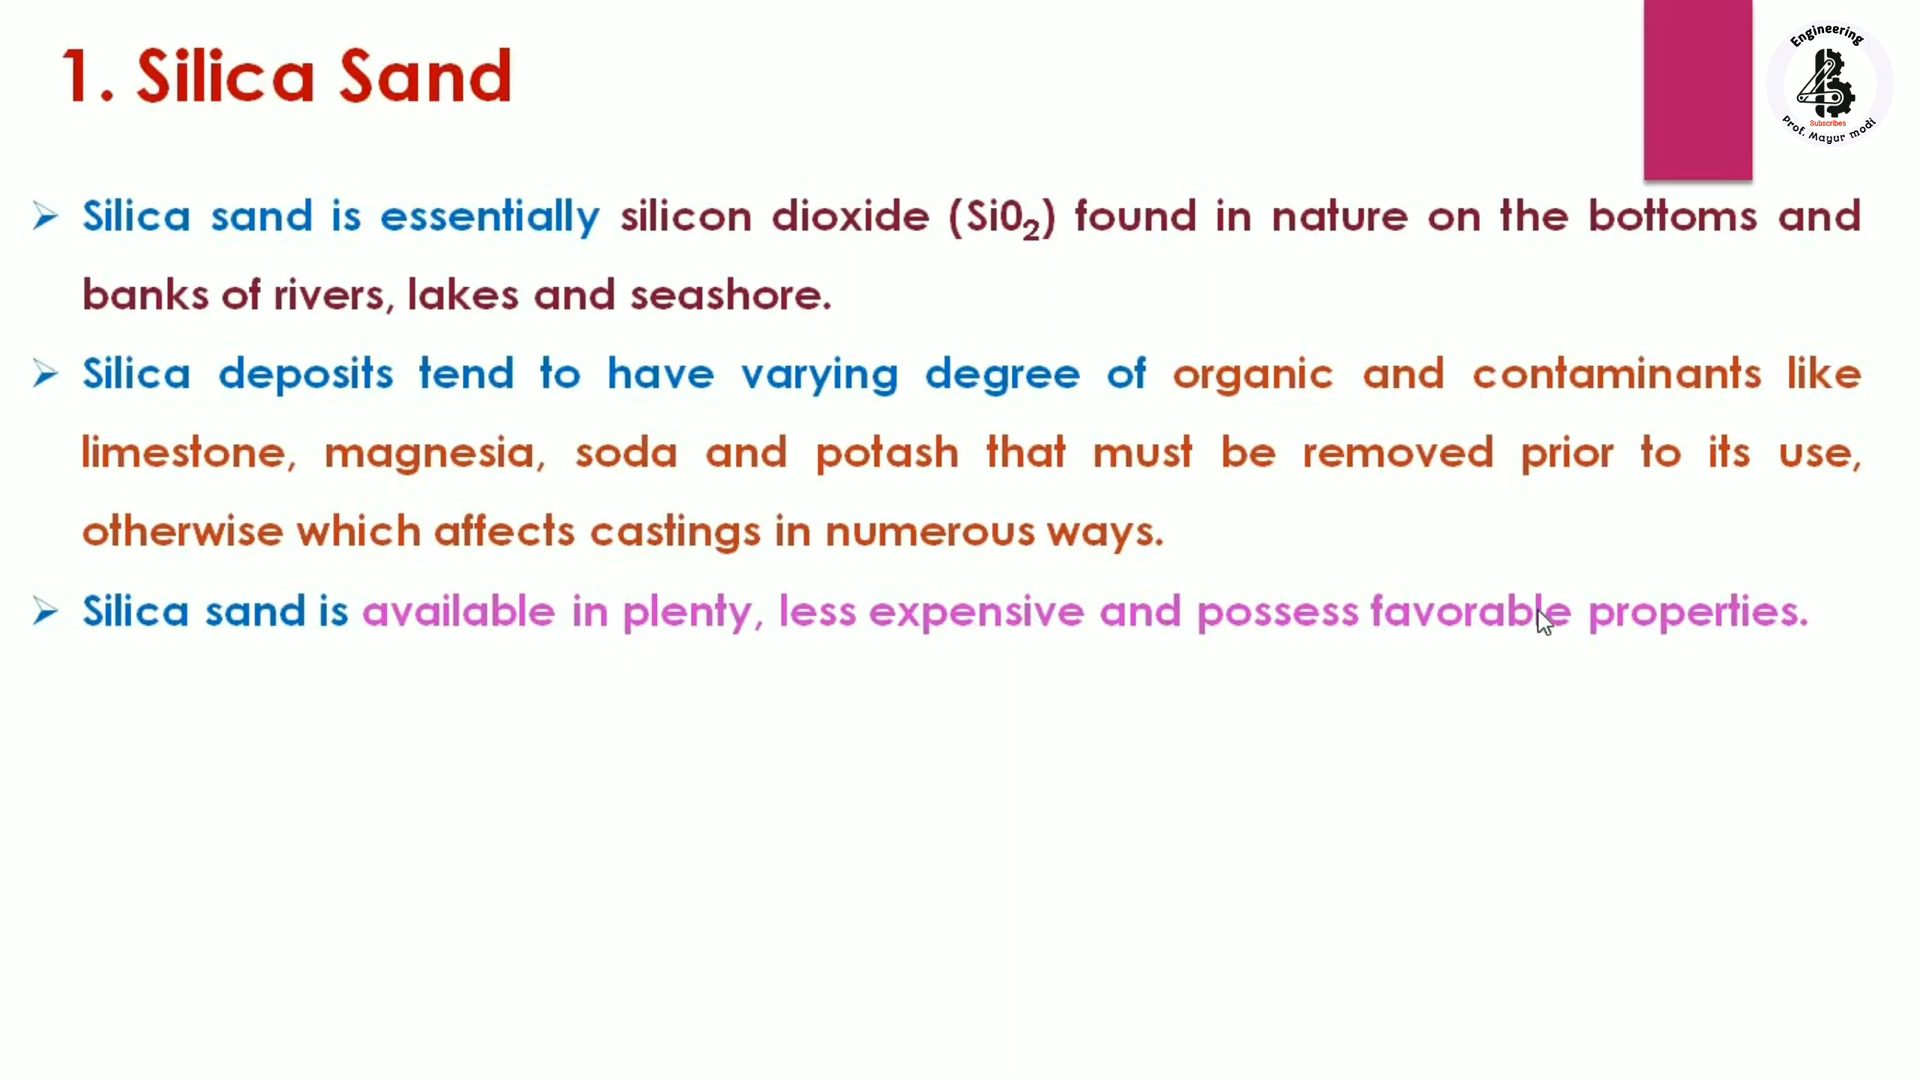 1. Silica Sand
Engineering
Subscribes
Prof. Mayur modi
➢ Silica sand is essentially silicon dioxide (Si0₂) found in nature on the bottoms and
banks of rivers, lakes and seashore.
➢ Silica deposits tend to have varying degree of organic and contaminants like
limestone, magnesia, soda and potash that must be removed prior to its use,
otherwise which affects castings in numerous ways.
➢ Silica sand is available in plenty, less expensive and possess favorable properties.